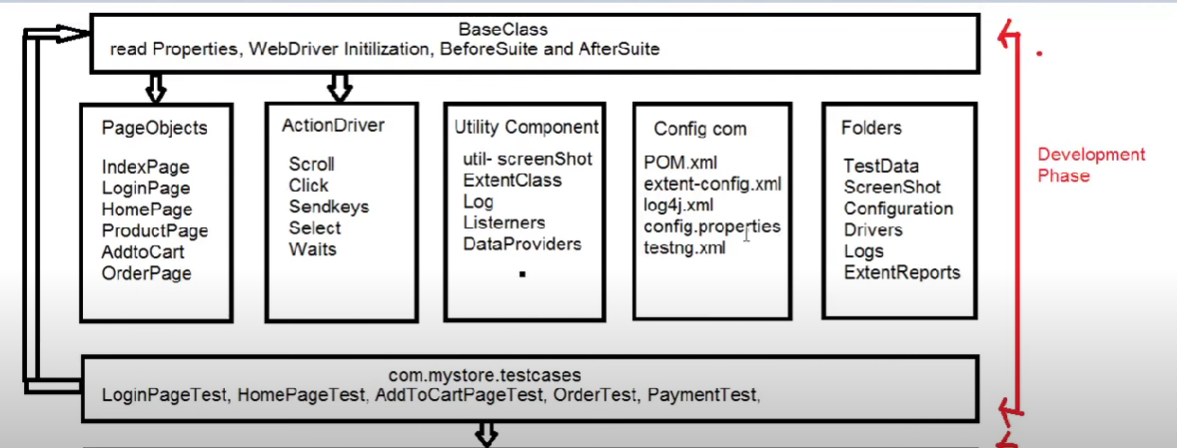 BaseClass
read Properties, WebDriver Initilization, BeforeSuite and AfterSuite
PageObjects
IndexPage
LoginPage
HomePage
ProductPage
AddtoCart
OrderPage
ActionDriver
Scroll
Click
Sendkeys
Select
Waits
Utility Component
util- screenShot
ExtentClass
Log
Listerners
DataProviders
Config com
POM.xml
extent-config.xml
log4j.xml
config.properties
testng.xml
Folders
TestData
ScreenShot
Configuration
Drivers
Logs
ExtentReports
Development
Phase
com.mystore.testcases
LoginPageTest, HomePageTest, AddToCartPageTest, OrderTest, PaymentTest,